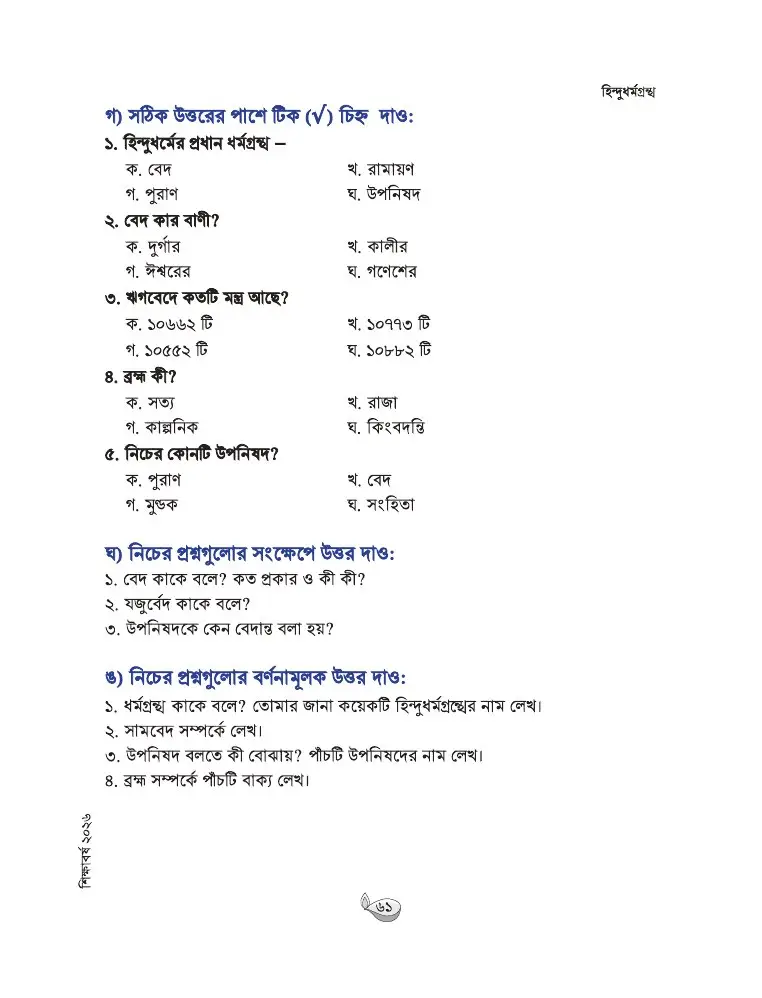 হিন্দুধর্মগ্রন্থ
গ) সঠিক উত্তরের পাশে টিক (√) চিহ্ন দাও:
১. হিন্দুধর্মের প্রধান ধর্মগ্রন্থ –
ক. বেদ খ. রামায়ণ
গ. পুরাণ ঘ. উপনিষদ
২. বেদ কার বাণী?
ক. দুর্গার খ. কালীর
গ. ঈশ্বরের ঘ. গণেশের
৩. ঋগবেদে কতটি মন্ত্র আছে?
ক. ১০৬৬২ টি খ. ১০৭৭৩ টি
গ. ১০৫৫২ টি ঘ. ১০৮৮২ টি
৪. ব্রহ্ম কী?
ক. সত্য খ. রাজা
গ. কাল্পনিক ঘ. কিংবদন্তি
৫. নিচের কোনটি উপনিষদ?
ক. পুরাণ খ. বেদ
গ. মুণ্ডক ঘ. সংহিতা
ঘ) নিচের প্রশ্নগুলোর সংক্ষেপে উত্তর দাও:
১. বেদ কাকে বলে? কত প্রকার ও কী কী?
২. যজুর্বেদ কাকে বলে?
৩. উপনিষদকে কেন বেদান্ত বলা হয়?
ঙ) নিচের প্রশ্নগুলোর বর্ণনামূলক উত্তর দাও:
১. ধর্মগ্রন্থ কাকে বলে? তোমার জানা কয়েকটি হিন্দুধর্মগ্রন্থের নাম লেখ।
২. সামবেদ সম্পর্কে লেখ।
৩. উপনিষদ বলতে কী বোঝায়? পাঁচটি উপনিষদের নাম লেখ।
৪. ব্রহ্ম সম্পর্কে পাঁচটি বাক্য লেখ।
শিক্ষাবর্ষ ২০২৬
৬১